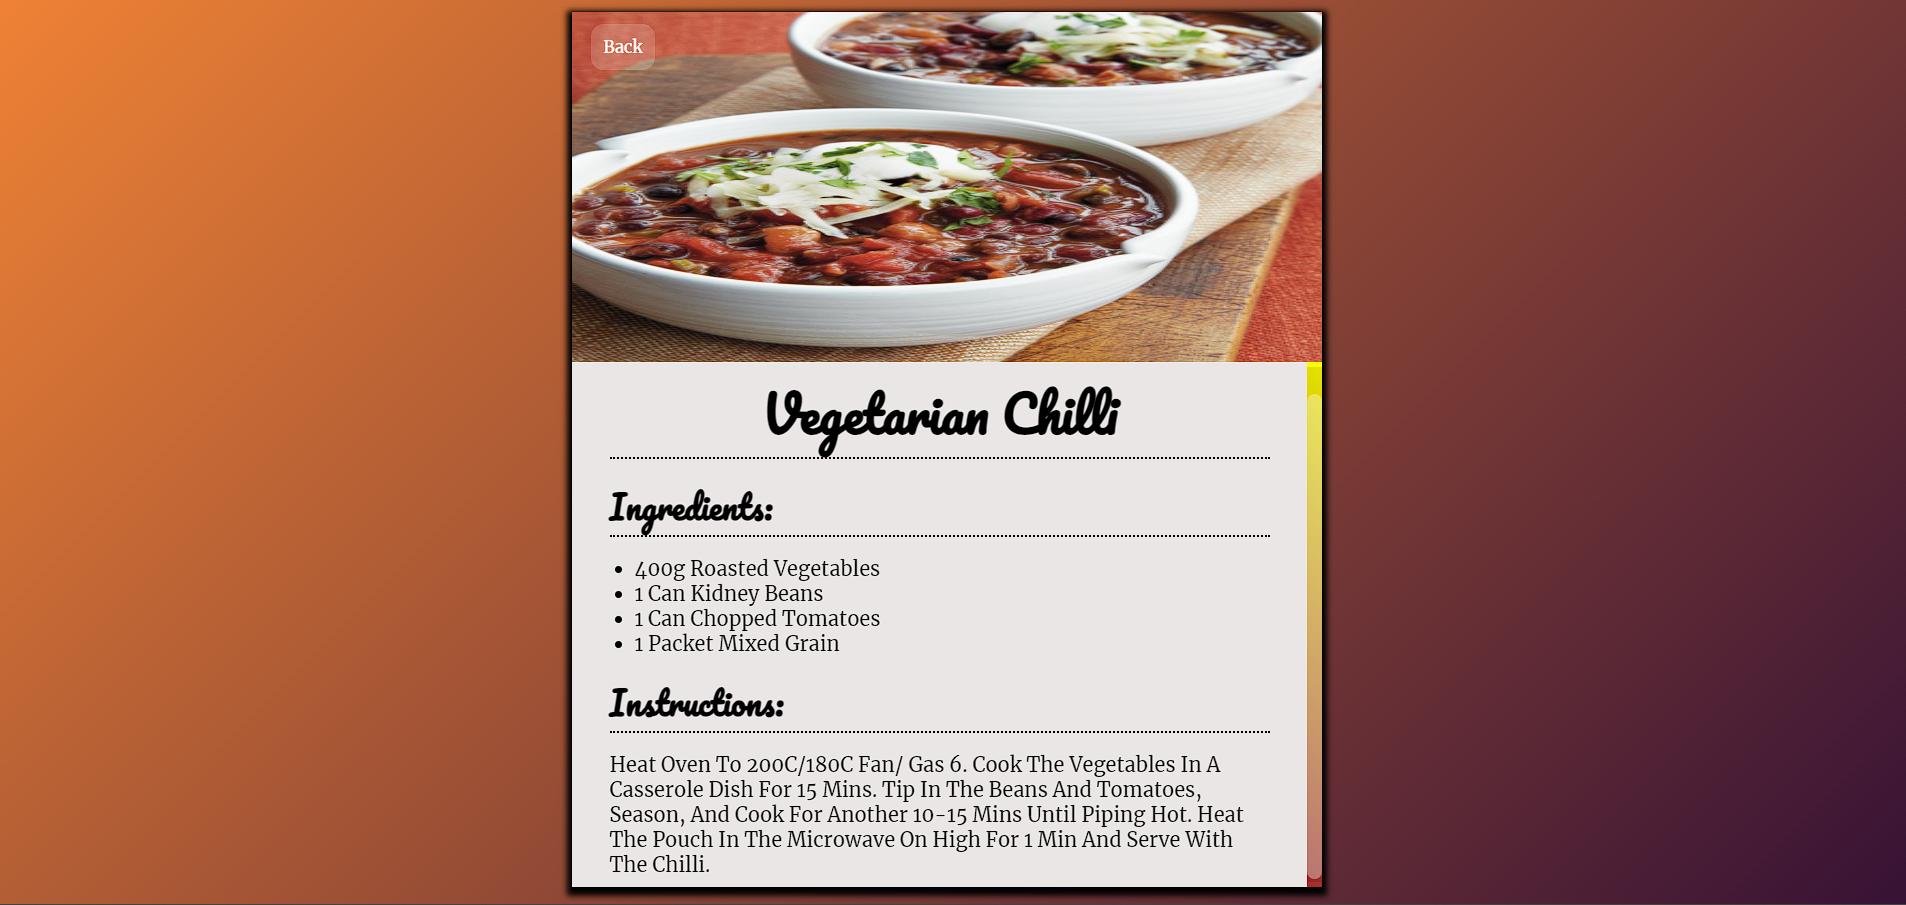 Back
Vegetarian Chilli
Ingredients:
400g Roasted Vegetables
1 Can Kidney Beans
1 Can Chopped Tomatoes
1 Packet Mixed Grain
Instructions:
Heat Oven To 200C/180C Fan/ Gas 6. Cook The Vegetables In A
Casserole Dish For 15 Mins. Tip In The Beans And Tomatoes,
Season, And Cook For Another 10-15 Mins Until Piping Hot. Heat
The Pouch In The Microwave On High For 1 Min And Serve With
The Chilli.